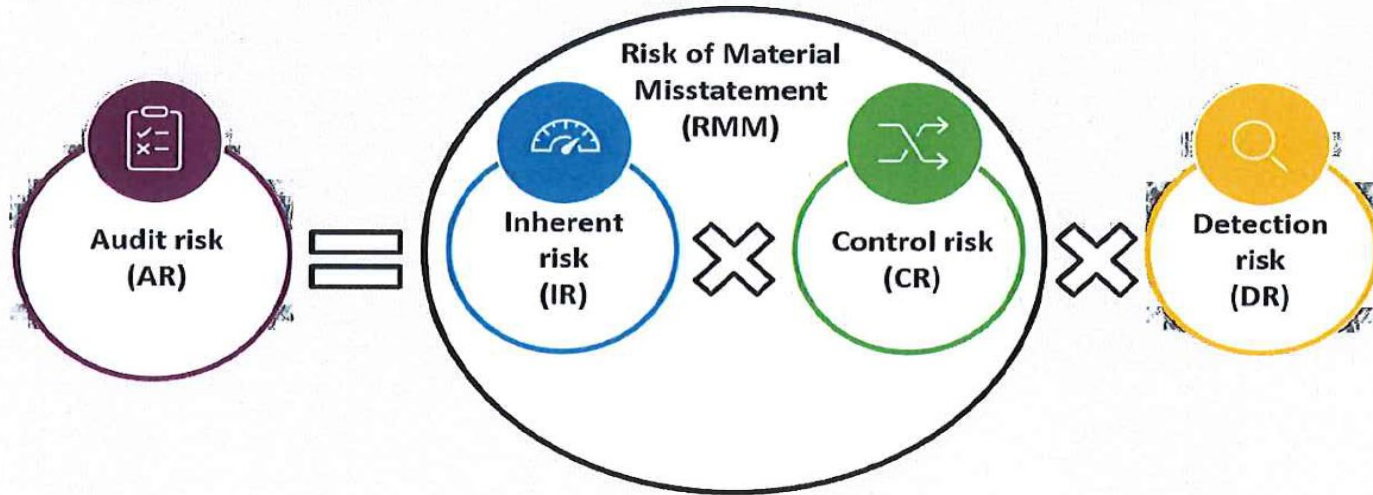 Risk of Material
Misstatement
(RMM)
Audit risk
(AR)
Inherent
risk
(IR)
Control risk
(CR)
Detection
risk
(DR)